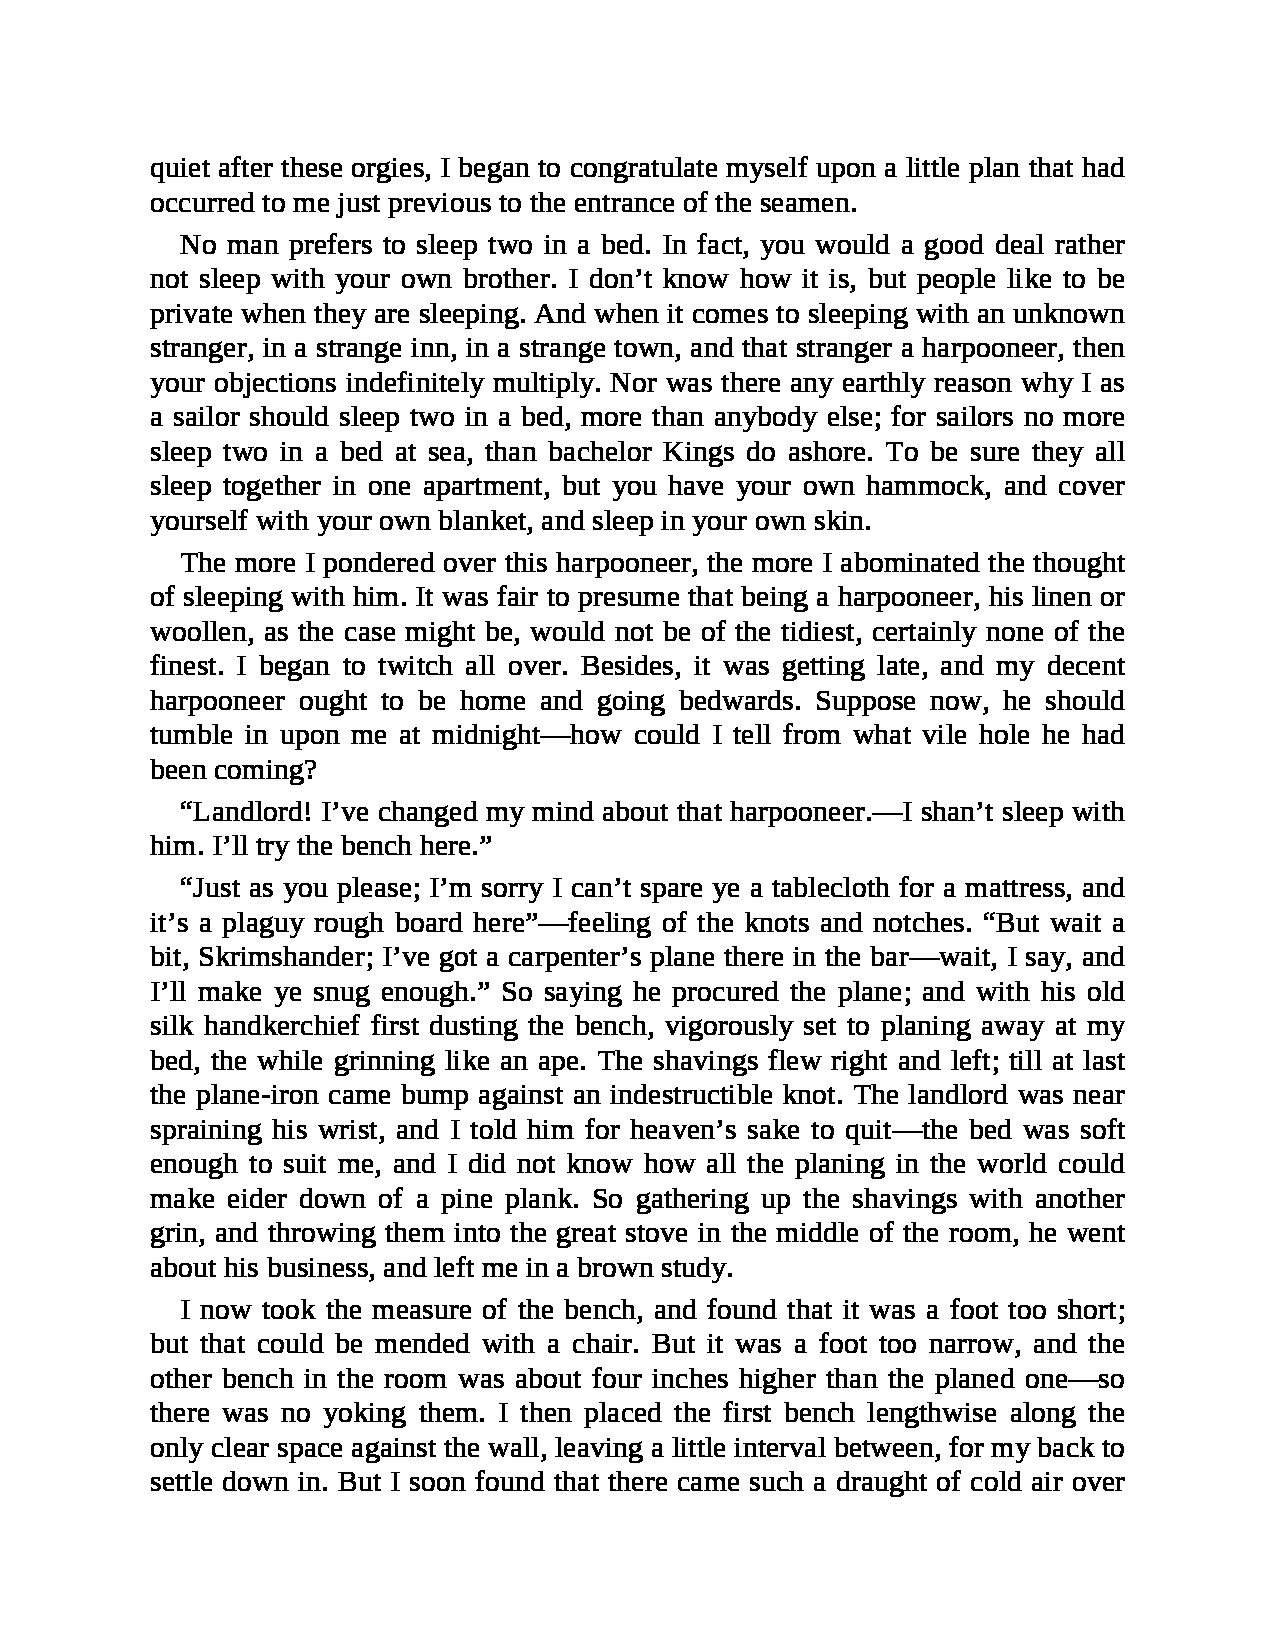 quiet after these orgies, I began to congratulate myself upon a little plan that had
occurred to me just previous to the entrance of the seamen.
No man prefers to sleep two in a bed. In fact, you would a good deal rather
not sleep with your own brother. I don’t know how it is, but people like to be
private when they are sleeping. And when it comes to sleeping with an unknown
stranger, in a strange inn, in a strange town, and that stranger a harpooneer, then
your objections indefinitely multiply. Nor was there any earthly reason why I as
a sailor should sleep two in a bed, more than anybody else; for sailors no more
sleep two in a bed at sea, than bachelor Kings do ashore. To be sure they all
sleep together in one apartment, but you have your own hammock, and cover
yourself with your own blanket, and sleep in your own skin.
The more I pondered over this harpooneer, the more I abominated the thought
of sleeping with him. It was fair to presume that being a harpooneer, his linen or
woollen, as the case might be, would not be of the tidiest, certainly none of the
finest. I began to twitch all over. Besides, it was getting late, and my decent
harpooneer ought to be home and going bedwards. Suppose now, he should
tumble in upon me at midnight—how could I tell from what vile hole he had
been coming?
“Landlord! I’ve changed my mind about that harpooneer.—I shan’t sleep with
him. I’ll try the bench here.”
“Just as you please; I’m sorry I can’t spare ye a tablecloth for a mattress, and
it’s a plaguy rough board here”—feeling of the knots and notches. “But wait a
bit, Skrimshander; I’ve got a carpenter’s plane there in the bar—wait, I say, and
I’ll make ye snug enough.” So saying he procured the plane; and with his old
silk handkerchief first dusting the bench, vigorously set to planing away at my
bed, the while grinning like an ape. The shavings flew right and left; till at last
the plane-iron came bump against an indestructible knot. The landlord was near
spraining his wrist, and I told him for heaven’s sake to quit—the bed was soft
enough to suit me, and I did not know how all the planing in the world could
make eider down of a pine plank. So gathering up the shavings with another
grin, and throwing them into the great stove in the middle of the room, he went
about his business, and left me in a brown study.
I now took the measure of the bench, and found that it was a foot too short;
but that could be mended with a chair. But it was a foot too narrow, and the
other bench in the room was about four inches higher than the planed one—so
there was no yoking them. I then placed the first bench lengthwise along the
only clear space against the wall, leaving a little interval between, for my back to
settle down in. But I soon found that there came such a draught of cold air over